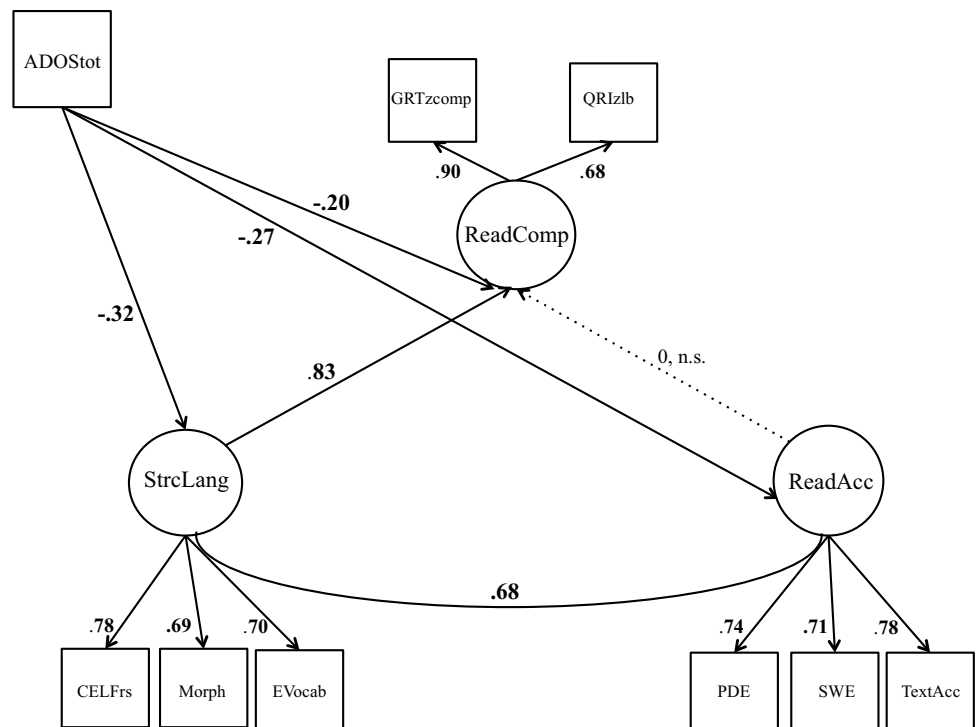 ADOStot
GRTzcomp
QRIzlb
.90
.68
-.20
ReadComp
-.27
-.32
0, n.s.
.83
StrcLang
ReadAcc
.68
.78
.69
.70
.74
.71
.78
CELFrs
Morph
EVocab
PDE
SWE
TextAcc